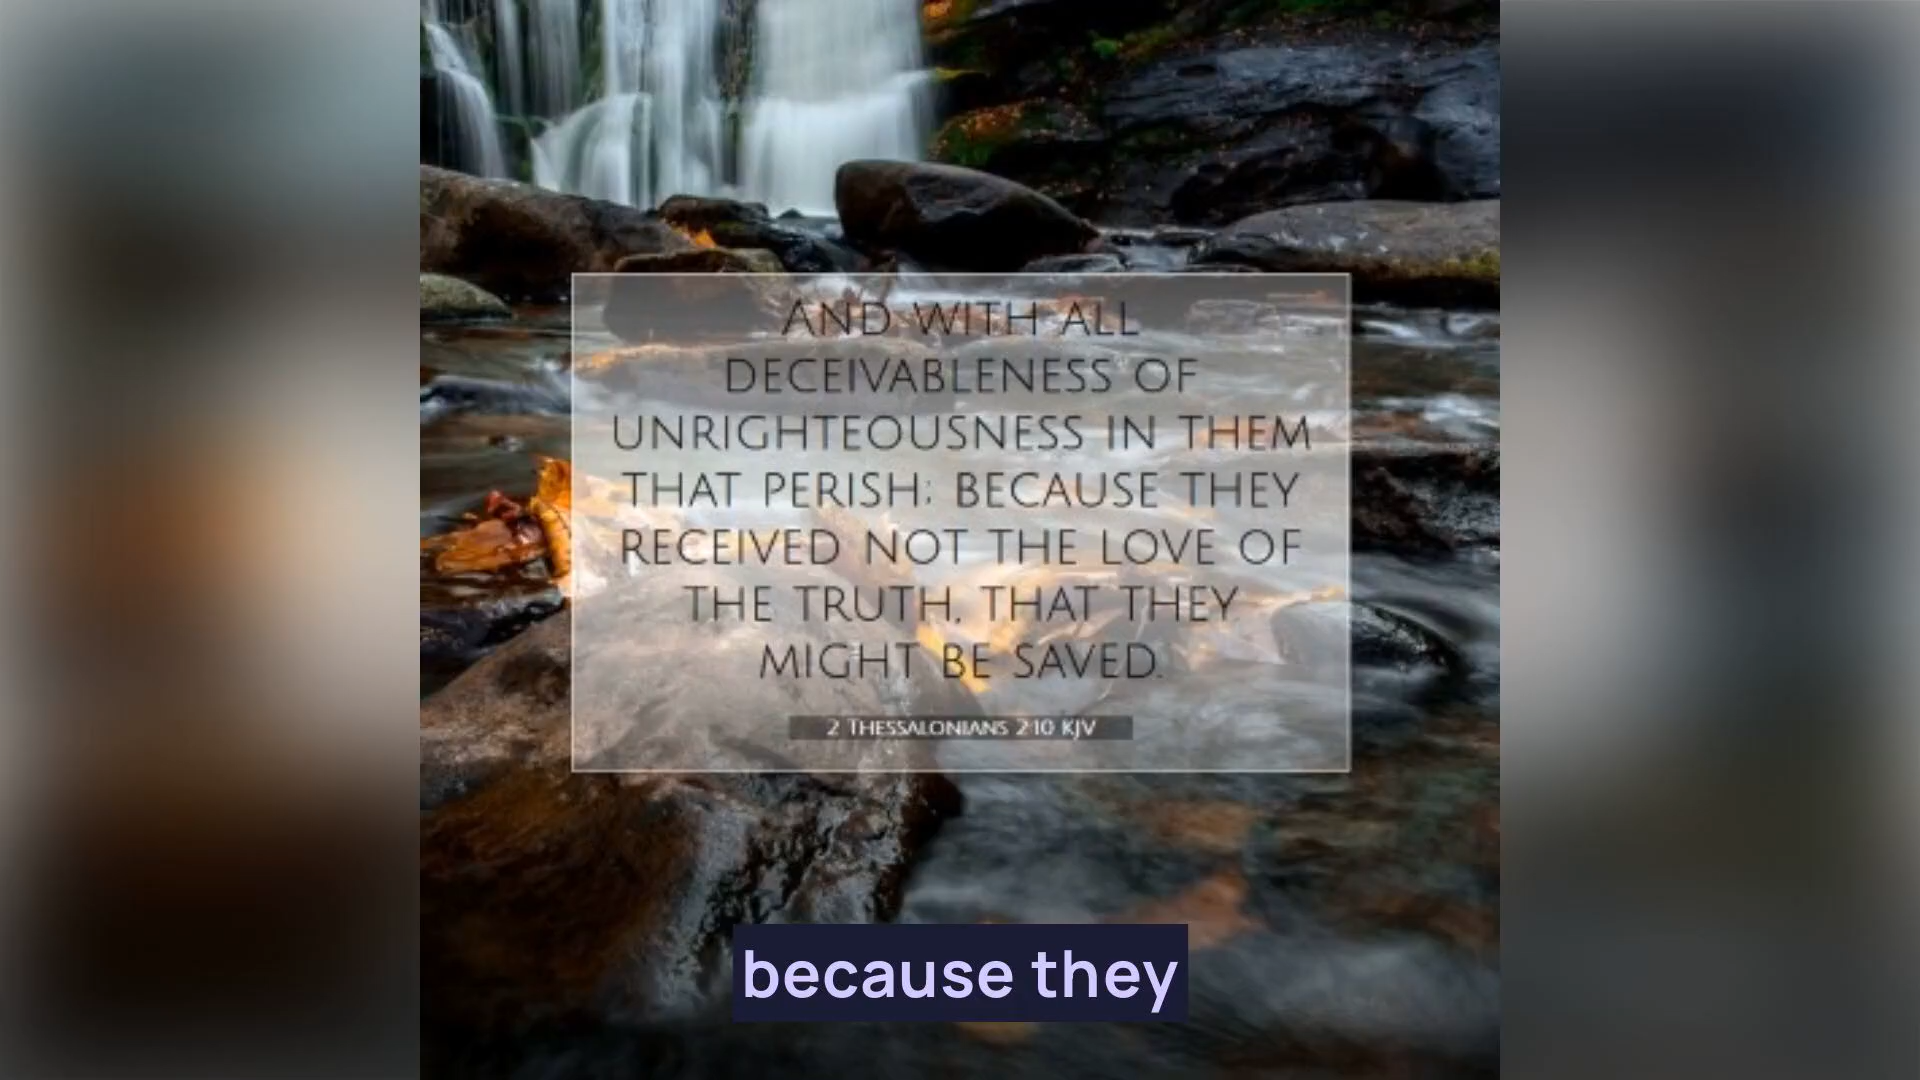 AND WITH ALL
DECEIVABLENESS OF
UNRIGHTEOUSNESS IN THEM
THAT PERISH; BECAUSE THEY
RECEIVED NOT THE LOVE OF
THE TRUTH, THAT THEY
MIGHT BE SAVED.
2 THESSALONIANS 2:10 KJV
because they